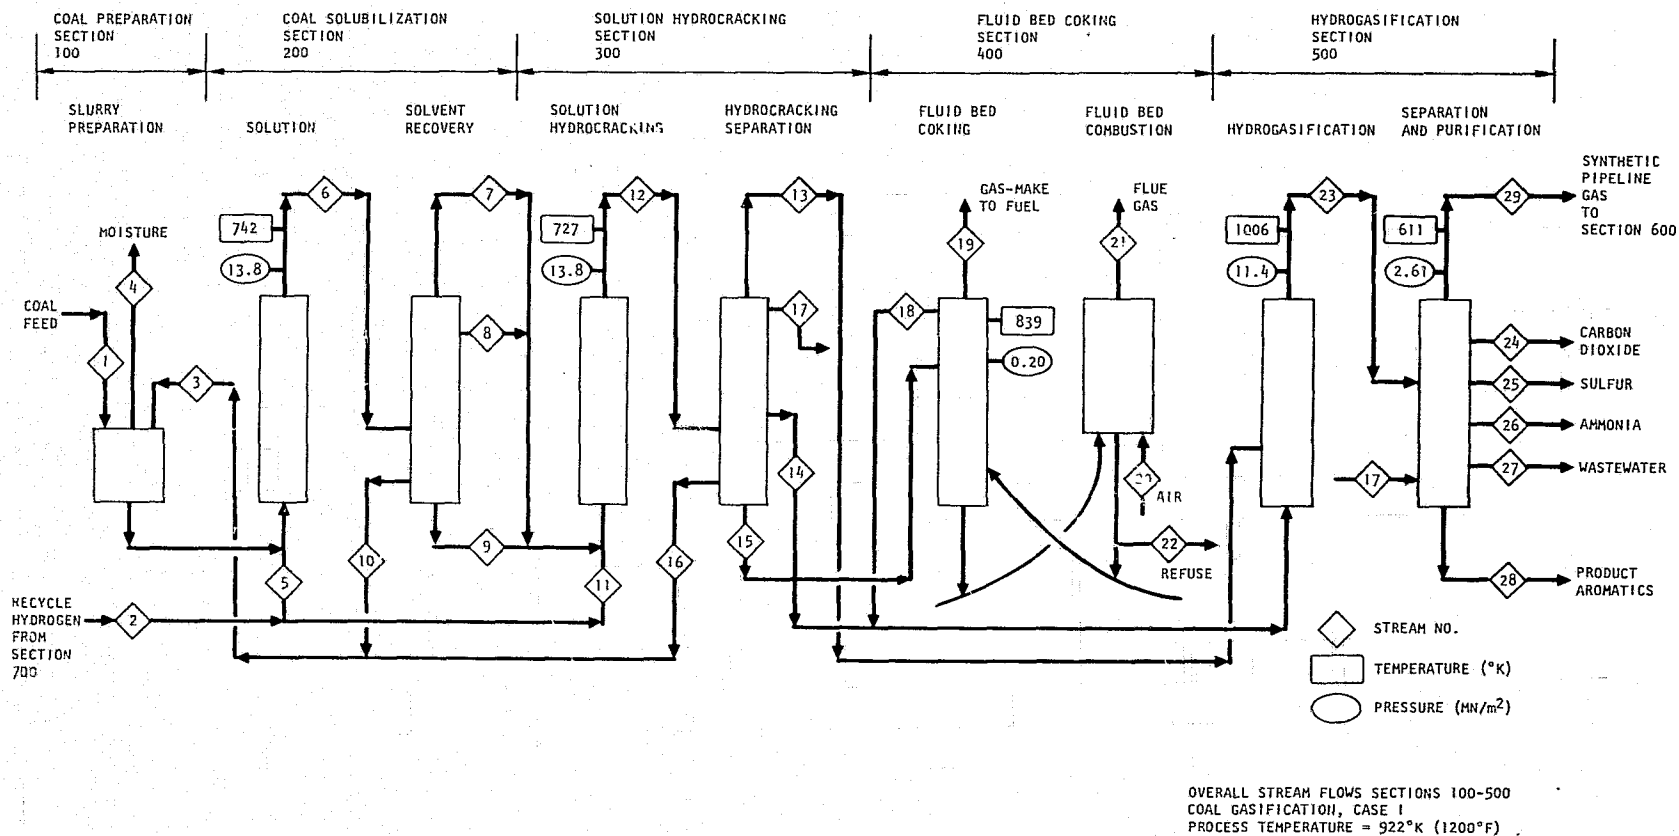 COAL PREPARATION
SECTION
100
COAL SOLUBILIZATION
SECTION
200
SOLUTION HYDROCRACKING
SECTION
300
FLUID BED COKING
SECTION
400
HYDROGASIFICATION
SECTION
500
SLURRY
PREPARATION
SOLUTION
SOLVENT
RECOVERY
SOLUTION
HYDROCRACKING
HYDROCRACKING
SEPARATION
FLUID BED
COKING
FLUID BED
COMBUSTION
HYDROGASIFICATION
SEPARATION
AND PURIFICATION
SYNTHETIC
PIPELINE
GAS
TO
SECTION 600
GAS-MAKE
TO FUEL
FLUE
GAS
MOISTURE
6
7
12
13
23
29
742
727
1006
611
19
21
13.8
13.8
11.4
2.61
4
COAL
FEED
17
18
839
8
0.20
1
3
24
CARBON
DIOXIDE
25
SULFUR
26
AMMONIA
27
WASTEWATER
14
20
AIR
17
9
10
15
16
22
REFUSE
5
11
28
PRODUCT
AROMATICS
RECYCLE
HYDROGEN
FROM
SECTION
700
2
STREAM NO.
TEMPERATURE (°K)
PRESSURE (MN/m²)
OVERALL STREAM FLOWS SECTIONS 100-500
COAL GASIFICATION, CASE 1
PROCESS TEMPERATURE = 922°K (1200°F)